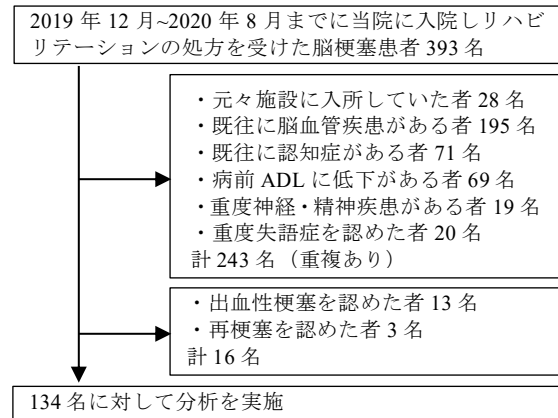 2019 年 12 月~2020 年 8 月までに当院に入院しリハビ
リテーションの処方を受けた脳梗塞患者 393 名
・元々施設に入所していた者 28 名
・既往に脳血管疾患がある者 195 名
・既往に認知症がある者 71 名
・病前 ADL に低下がある者 69 名
・重度神経・精神疾患がある者 19 名
・重度失語症を認めた者 20 名
計 243 名（重複あり）
・出血性梗塞を認めた者 13 名
・再梗塞を認めた者 3 名
計 16 名
134 名に対して分析を実施